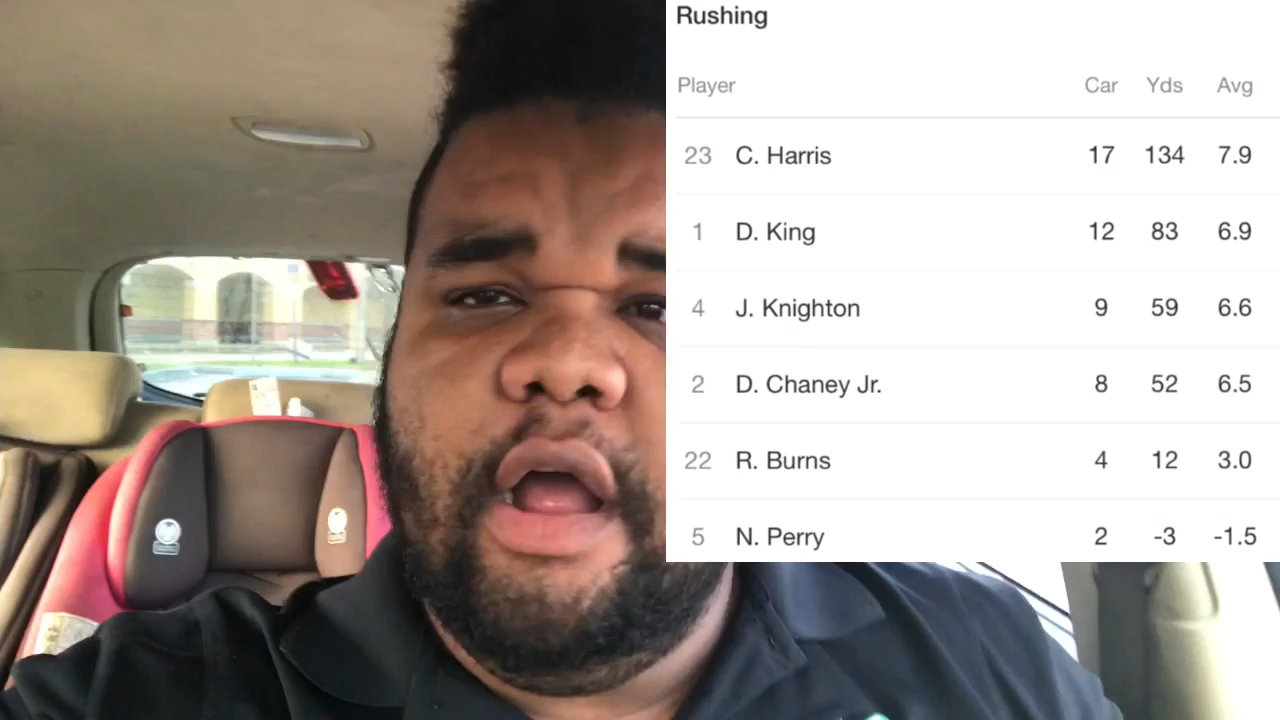 Rushing
Player Car Yds Avg
23 C. Harris 17 134 7.9
1 D. King 12 83 6.9
4 J. Knighton 9 59 6.6
2 D. Chaney Jr. 8 52 6.5
22 R. Burns 4 12 3.0
5 N. Perry 2 -3 -1.5